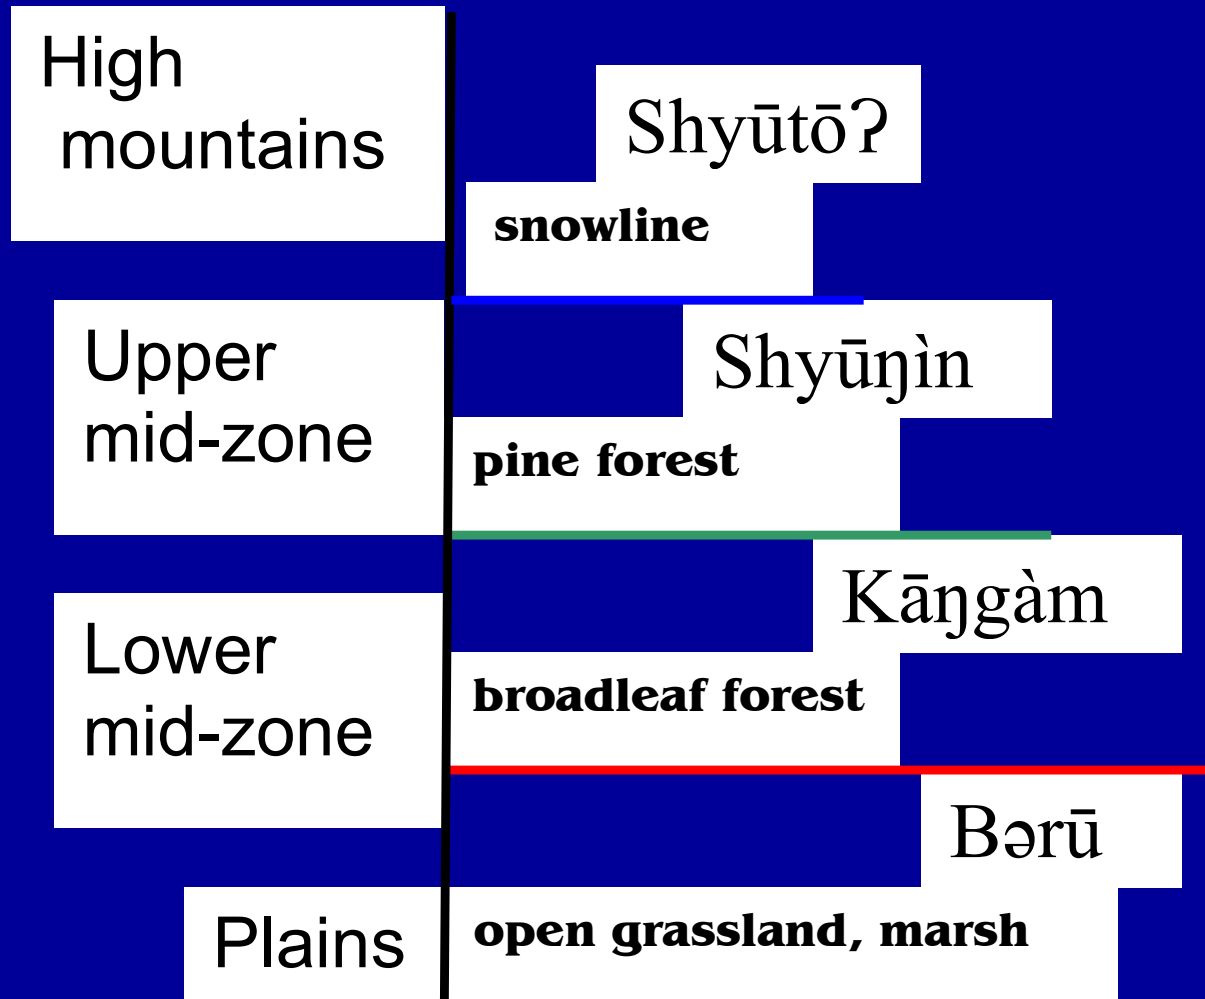 High
mountains
Shyūtōʔ
snowline
Upper
mid-zone
Shyūŋìn
pine forest
Lower
mid-zone
Kāŋgàm
broadleaf forest
Bərū
Plains
open grassland, marsh